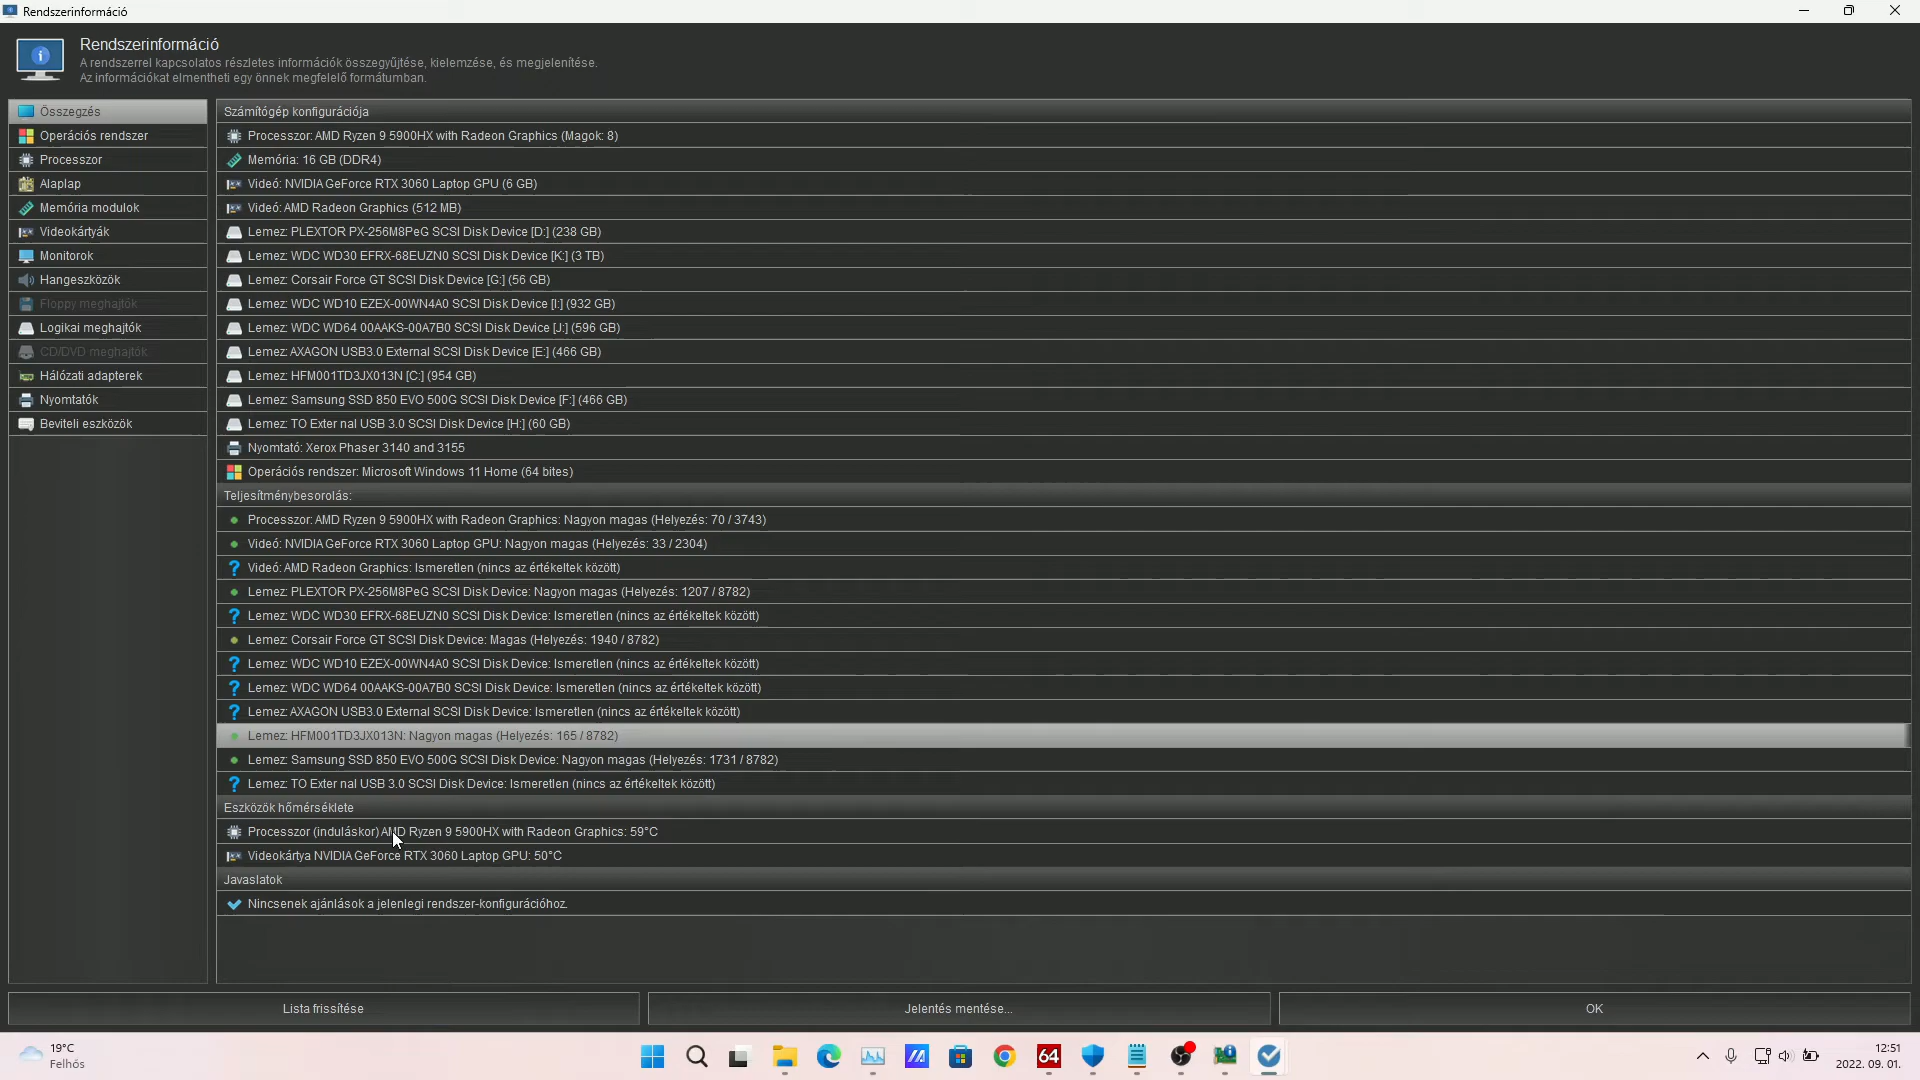 Rendszerinformáció
Rendszerinformáció
A rendszerrel kapcsolatos részletes információk összegyűjtése, kielemzése, és megjelenítése.
Az információkat elmentheti egy önnek megfelelő formátumban.
Összegzés
Operációs rendszer
Processzor
Alaplap
Memória modulok
Videokártyák
Monitorok
Hangeszközök
Floppy meghajtók
Logikai meghajtók
CD/DVD meghajtók
Hálózati adapterek
Nyomtatók
Beviteli eszközök
Számítógép konfigurációja
Processzor: AMD Ryzen 9 5900HX with Radeon Graphics (Magok: 8)
Memória: 16 GB (DDR4)
Videó: NVIDIA GeForce RTX 3060 Laptop GPU (6 GB)
Videó: AMD Radeon Graphics (512 MB)
Lemez: PLEXTOR PX-256M8PeG SCSI Disk Device [D:] (238 GB)
Lemez: WDC WD30 EFRX-68EUZN0 SCSI Disk Device [K:] (3 TB)
Lemez: Corsair Force GT SCSI Disk Device [G:] (56 GB)
Lemez: WDC WD10 EZEX-00WN4A0 SCSI Disk Device [I:] (932 GB)
Lemez: WDC WD64 00AAKS-00A7B0 SCSI Disk Device [J:] (596 GB)
Lemez: AXAGON USB3.0 External SCSI Disk Device [E:] (466 GB)
Lemez: HFM001TD3JX013N [C:] (954 GB)
Lemez: Samsung SSD 850 EVO 500G SCSI Disk Device [F:] (466 GB)
Lemez: TO Exter nal USB 3.0 SCSI Disk Device [H:] (60 GB)
Nyomtató: Xerox Phaser 3140 and 3155
Operációs rendszer: Microsoft Windows 11 Home (64 bites)
Teljesítménybesorolás:
Processzor: AMD Ryzen 9 5900HX with Radeon Graphics: Nagyon magas (Helyezés: 70 / 3743)
Videó: NVIDIA GeForce RTX 3060 Laptop GPU: Nagyon magas (Helyezés: 33 / 2304)
Videó: AMD Radeon Graphics: Ismeretlen (nincs az értékeltek között)
Lemez: PLEXTOR PX-256M8PeG SCSI Disk Device: Nagyon magas (Helyezés: 1207 / 8782)
Lemez: WDC WD30 EFRX-68EUZN0 SCSI Disk Device: Ismeretlen (nincs az értékeltek között)
Lemez: Corsair Force GT SCSI Disk Device: Magas (Helyezés: 1940 / 8782)
Lemez: WDC WD10 EZEX-00WN4A0 SCSI Disk Device: Ismeretlen (nincs az értékeltek között)
Lemez: WDC WD64 00AAKS-00A7B0 SCSI Disk Device: Ismeretlen (nincs az értékeltek között)
Lemez: AXAGON USB3.0 External SCSI Disk Device: Ismeretlen (nincs az értékeltek között)
Lemez: HFM001TD3JX013N: Nagyon magas (Helyezés: 165 / 8782)
Lemez: Samsung SSD 850 EVO 500G SCSI Disk Device: Nagyon magas (Helyezés: 1731 / 8782)
Lemez: TO Exter nal USB 3.0 SCSI Disk Device: Ismeretlen (nincs az értékeltek között)
Eszközök hőmérséklete
Processzor (induláskor) AMD Ryzen 9 5900HX with Radeon Graphics: 59°C
Videokártya NVIDIA GeForce RTX 3060 Laptop GPU: 50°C
Javaslatok
Nincsenek ajánlások a jelenlegi rendszer-konfigurációhoz.
Lista frissítése
Jelentés mentése...
OK
19°C
Felhős
64
12:51
2022. 09. 01.